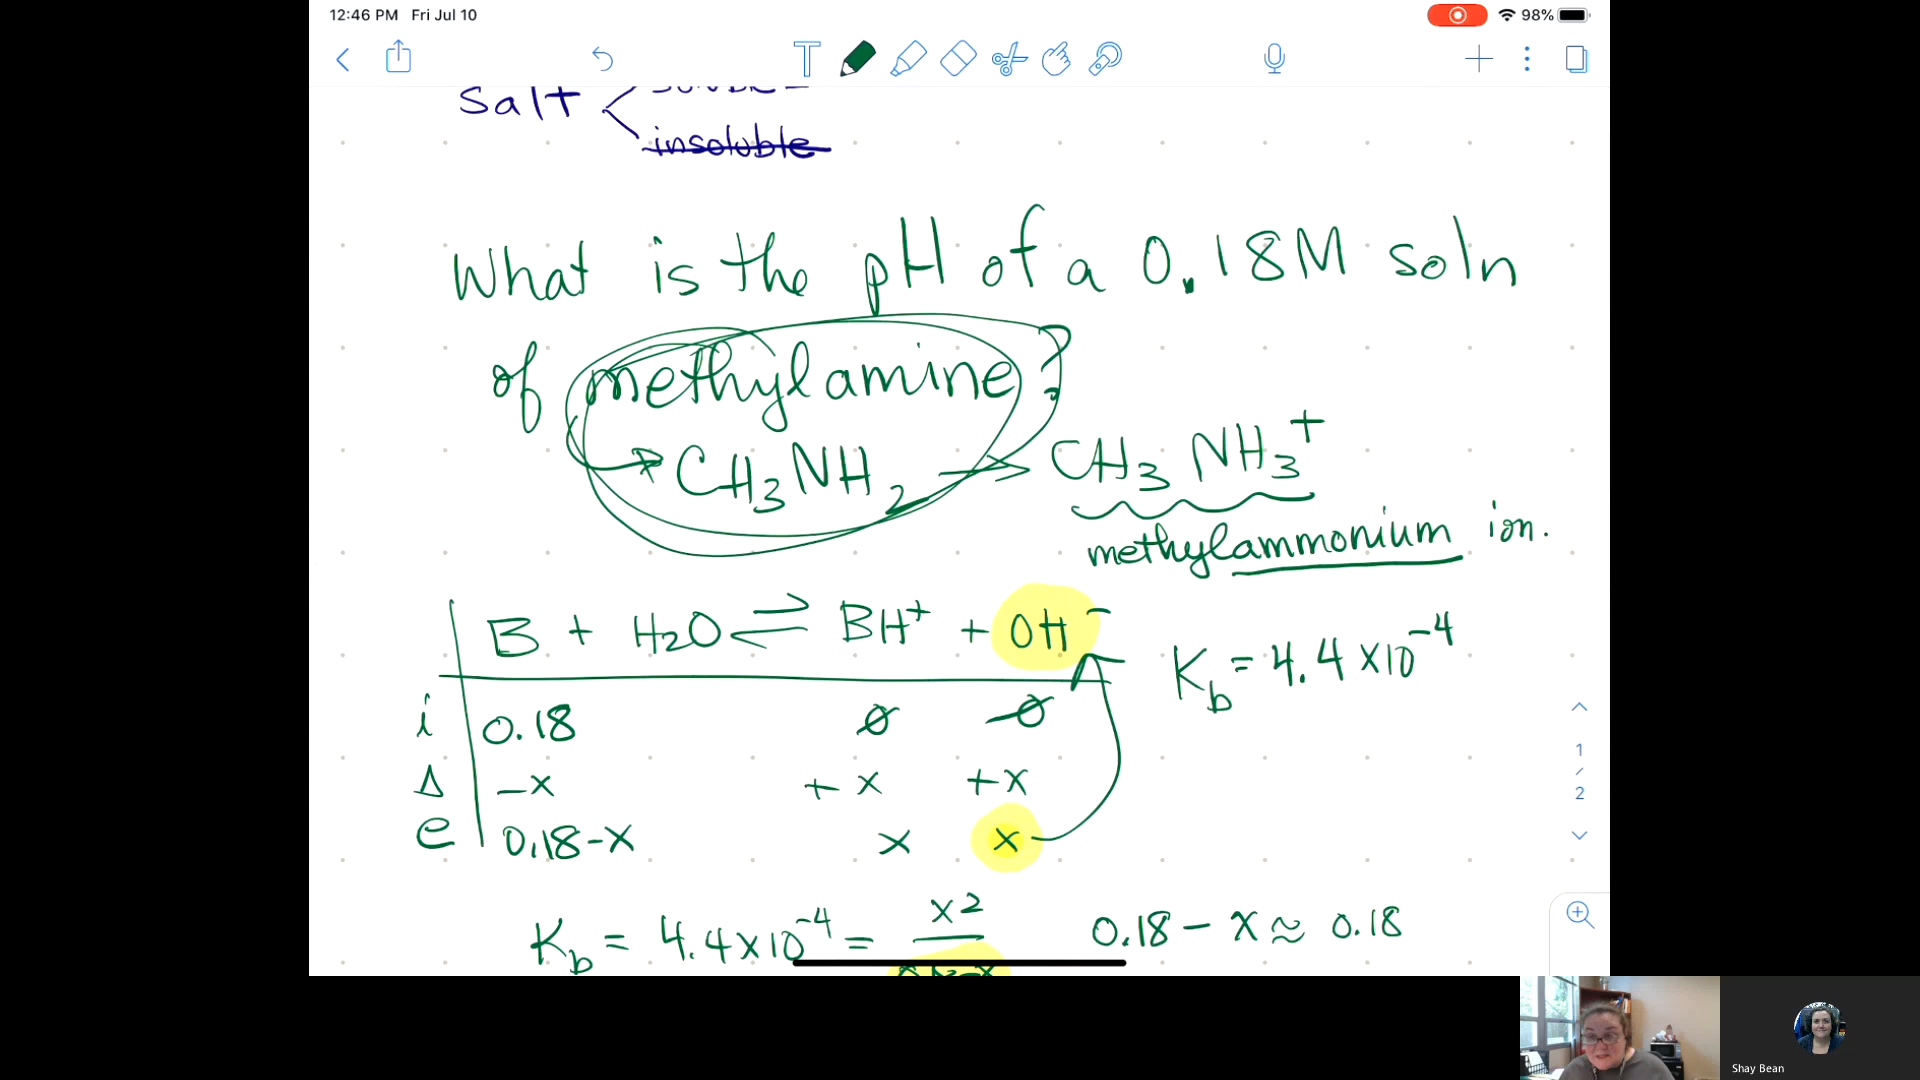 12:46 PM Fri Jul 10
98%
T
salt
insoluble
What is the pH of a 0.18M soln
of methylamine?
CH3NH2 → CH3NH3+
methylammonium ion.
B + H2O ⇌ BH+ + OH-
Kb = 4.4 x10-4
i 0.18 0 0
Δ -x +x +x
e 0.18-x x x
1
/
2
Kb = 4.4x10-4 = x2
0.18 - x ≈ 0.18
Shay Bean